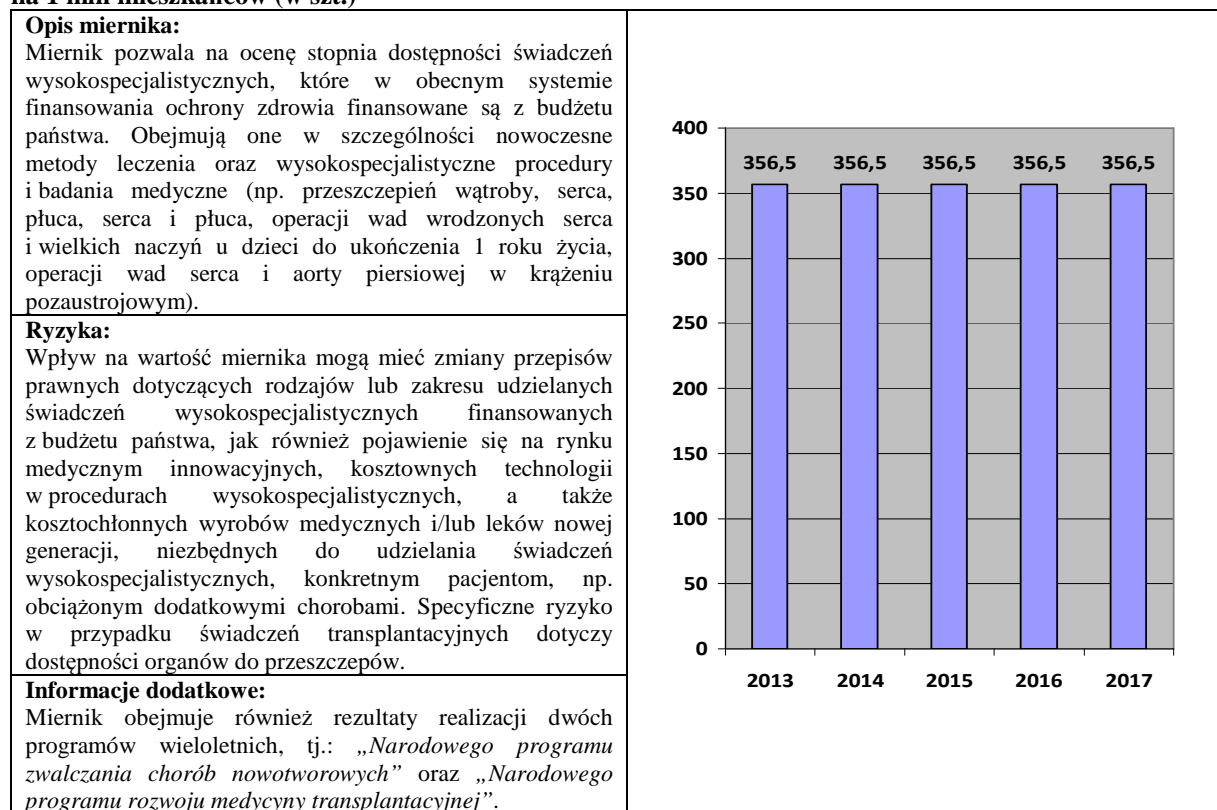 na 1 mln mieszkańców (w szt.)
Opis miernika:
Miernik pozwala na ocenę stopnia dostępności świadczeń
wysokospecjalistycznych, które w obecnym systemie
finansowania ochrony zdrowia finansowane są z budżetu
państwa. Obejmują one w szczególności nowoczesne
metody leczenia oraz wysokospecjalistyczne procedury
i badania medyczne (np. przeszczepień wątroby, serca,
płuca, serca i płuca, operacji wad wrodzonych serca
i wielkich naczyń u dzieci do ukończenia 1 roku życia,
operacji wad serca i aorty piersiowej w krążeniu
pozaustrojowym).
Ryzyka:
Wpływ na wartość miernika mogą mieć zmiany przepisów
prawnych dotyczących rodzajów lub zakresu udzielanych
świadczeń wysokospecjalistycznych finansowanych
z budżetu państwa, jak również pojawienie się na rynku
medycznym innowacyjnych, kosztownych technologii
w procedurach wysokospecjalistycznych, a także
kosztochłonnych wyrobów medycznych i/lub leków nowej
generacji, niezbędnych do udzielania świadczeń
wysokospecjalistycznych, konkretnym pacjentom, np.
obciążonym dodatkowymi chorobami. Specyficzne ryzyko
w przypadku świadczeń transplantacyjnych dotyczy
dostępności organów do przeszczepów.
Informacje dodatkowe:
Miernik obejmuje również rezultaty realizacji dwóch
programów wieloletnich, tj.: „Narodowego programu
zwalczania chorób nowotworowych” oraz „Narodowego
programu rozwoju medycyny transplantacyjnej”.
400
356,5 356,5 356,5 356,5 356,5
350
300
250
200
150
100
50
0
2013 2014 2015 2016 2017